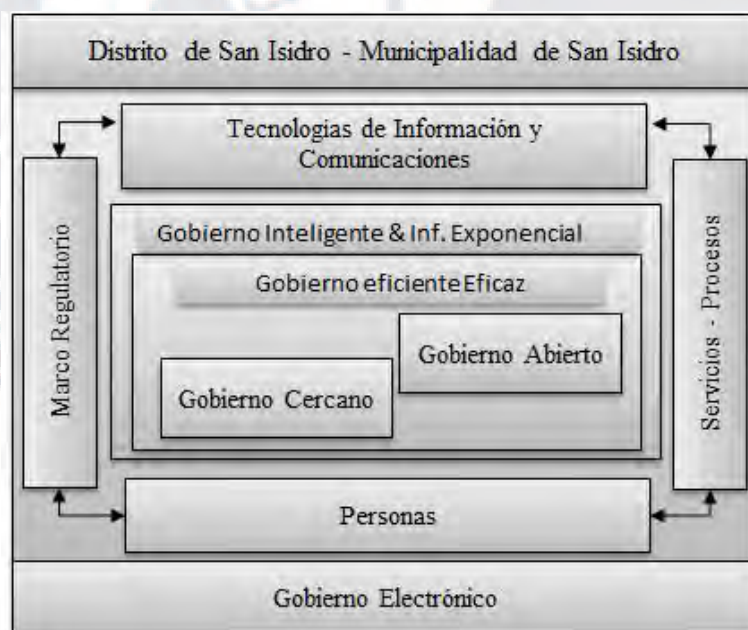 Distrito de San Isidro - Municipalidad de San Isidro
Tecnologías de Información y
Comunicaciones
Marco Regulatorio
Gobierno Inteligente & Inf. Exponencial
Gobierno eficiente Eficaz
Gobierno Abierto
Gobierno Cercano
Servicios - Procesos
Personas
Gobierno Electrónico